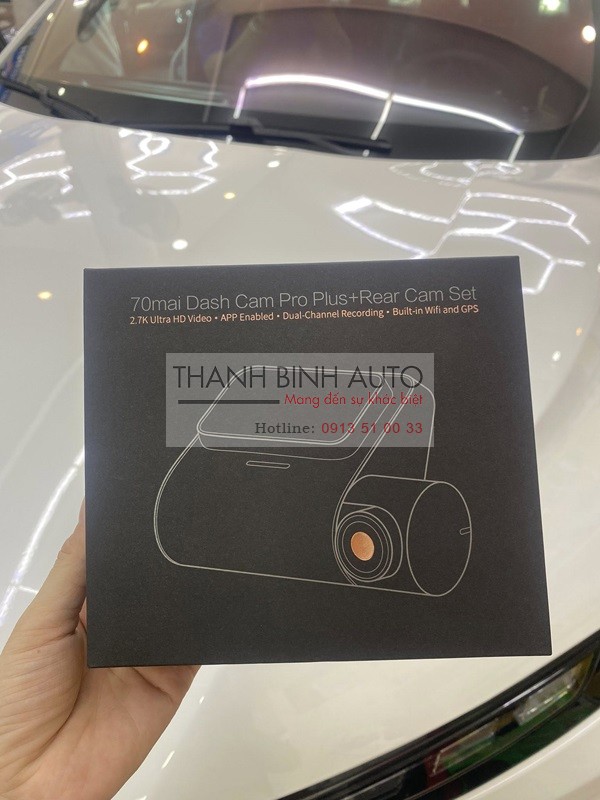 70mai Dash Cam Pro Plus+Rear Cam Set
2.7K Ultra HD Video • APP Enabled • Dual-Channel Recording • Built-in Wifi and GPS
THANH BINH AUTO
Mang đến sự khác biệt
Hotline: 0913 51 00 33